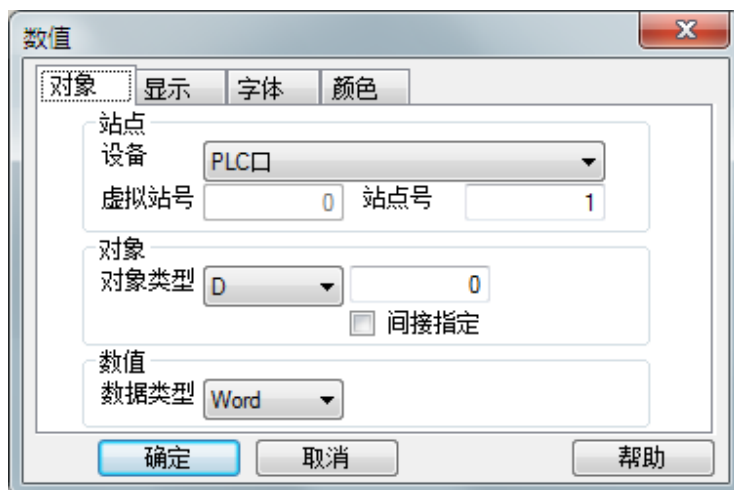 数值
对象 显示 字体 颜色
站点
设备 PLC口
虚拟站号 0 站点号 1
对象
对象类型 D 0
间接指定
数值
数据类型 Word
确定 取消 帮助